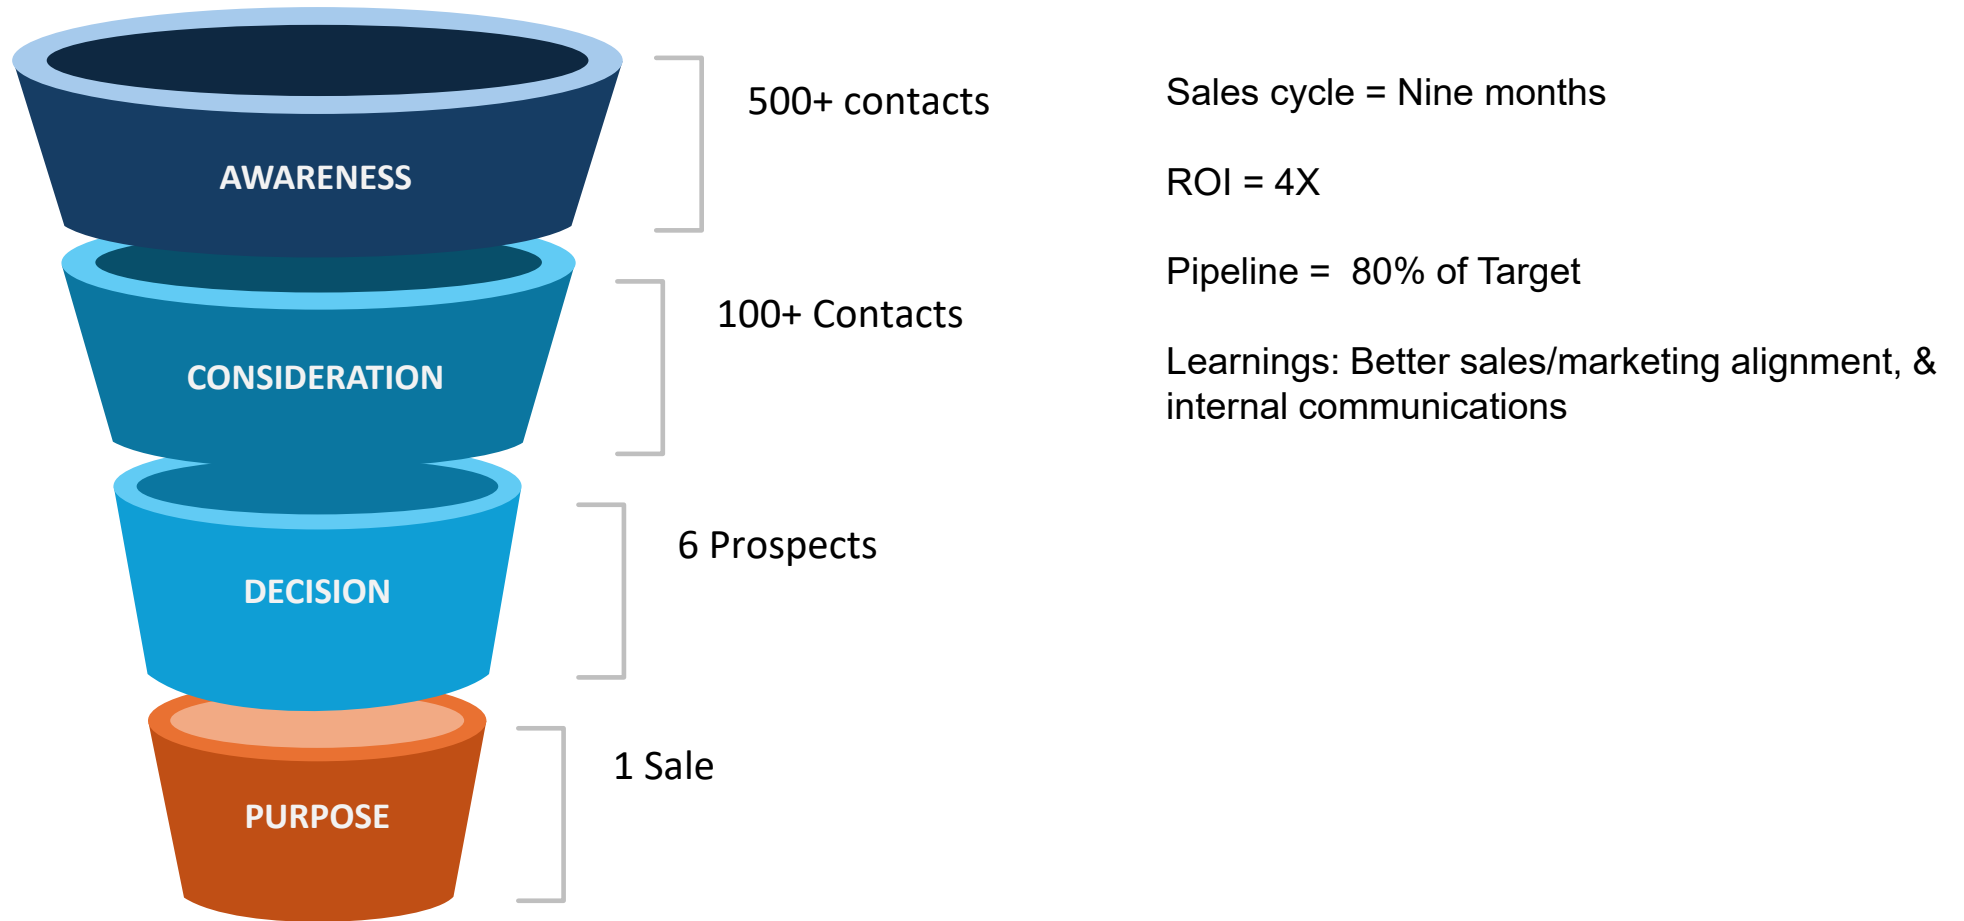 AWARENESS
500+ contacts
CONSIDERATION
100+ Contacts
DECISION
6 Prospects
PURPOSE
1 Sale
Sales cycle = Nine months
ROI = 4X
Pipeline =  80% of Target
Learnings: Better sales/marketing alignment, &
internal communications